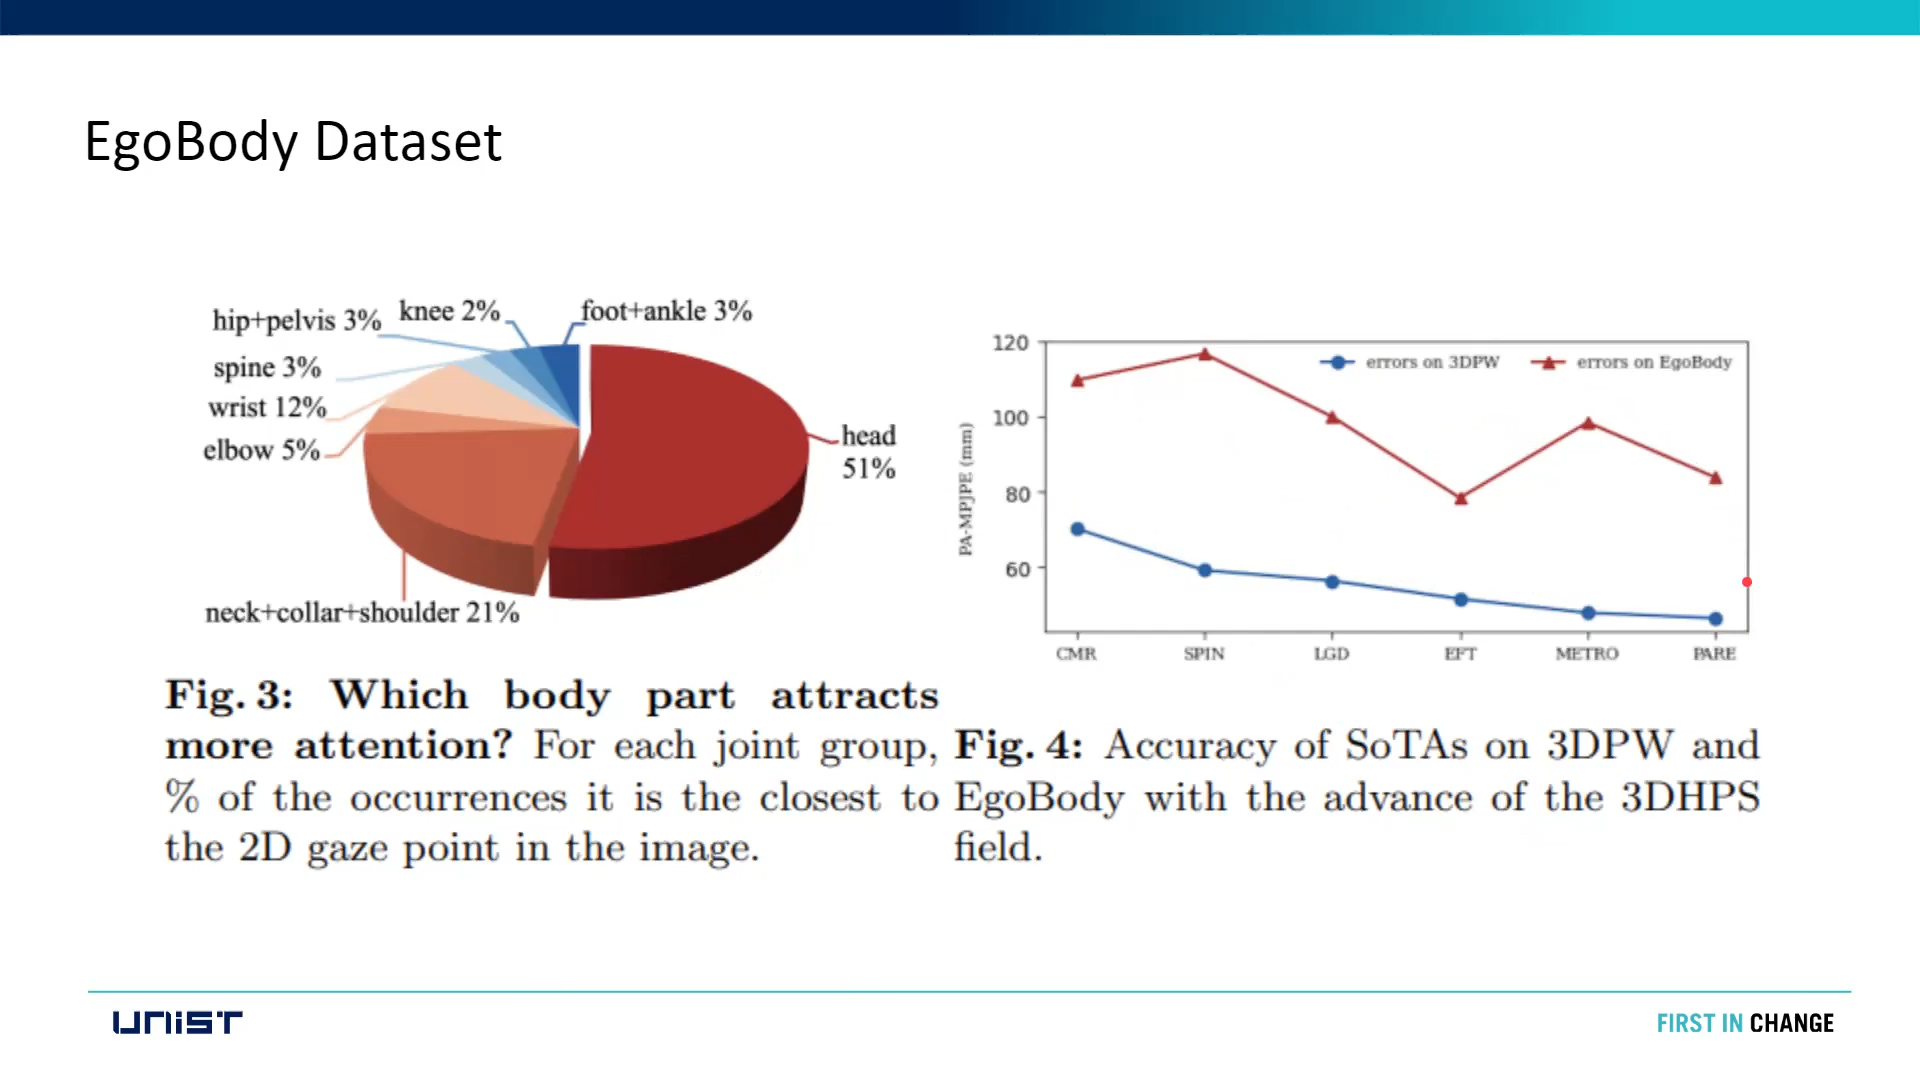 EgoBody Dataset
hip+pelvis 3%
knee 2%
foot+ankle 3%
spine 3%
wrist 12%
elbow 5%
head
51%
neck+collar+shoulder 21%
Fig. 3: Which body part attracts
more attention? For each joint group,
% of the occurrences it is the closest to
the 2D gaze point in the image.
120
100
80
60
PA-MPJPE (mm)
errors on 3DPW
errors on EgoBody
CMR
SPIN
LGD
EFT
METRO
PARE
Fig. 4: Accuracy of SoTAs on 3DPW and
EgoBody with the advance of the 3DHPS
field.
UNIST
FIRST IN CHANGE